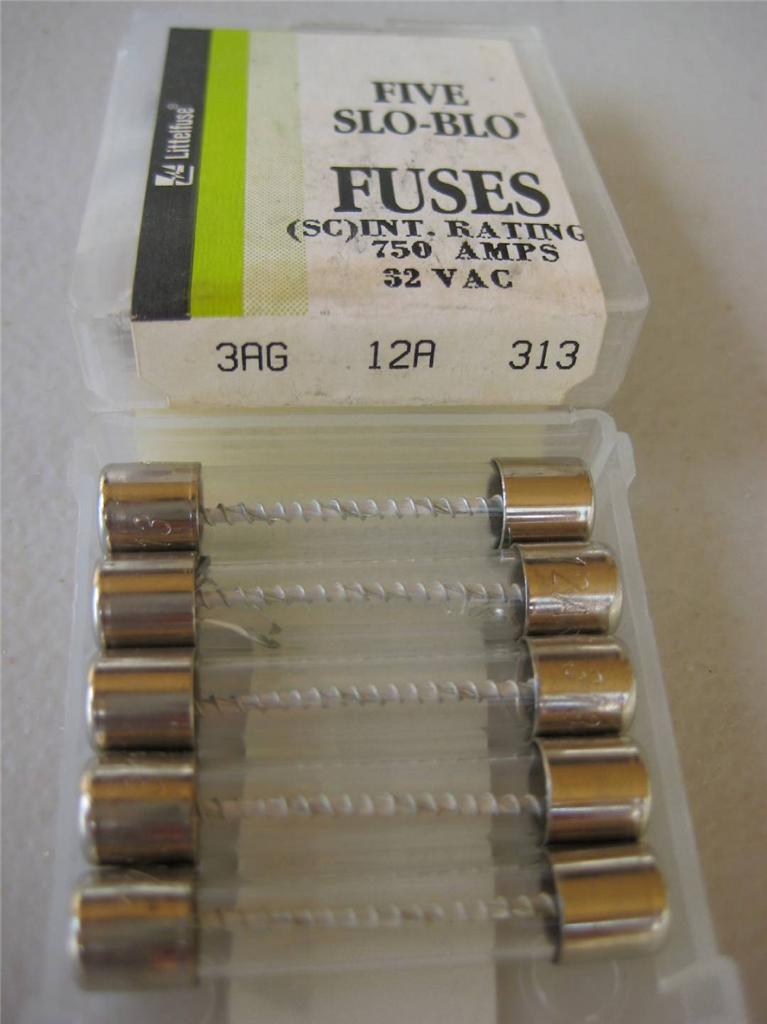 Littelfuse®
FIVE
SLO-BLO®
FUSES
(SC)INT. RATING
750 AMPS
32 VAC
3AG 12A 313